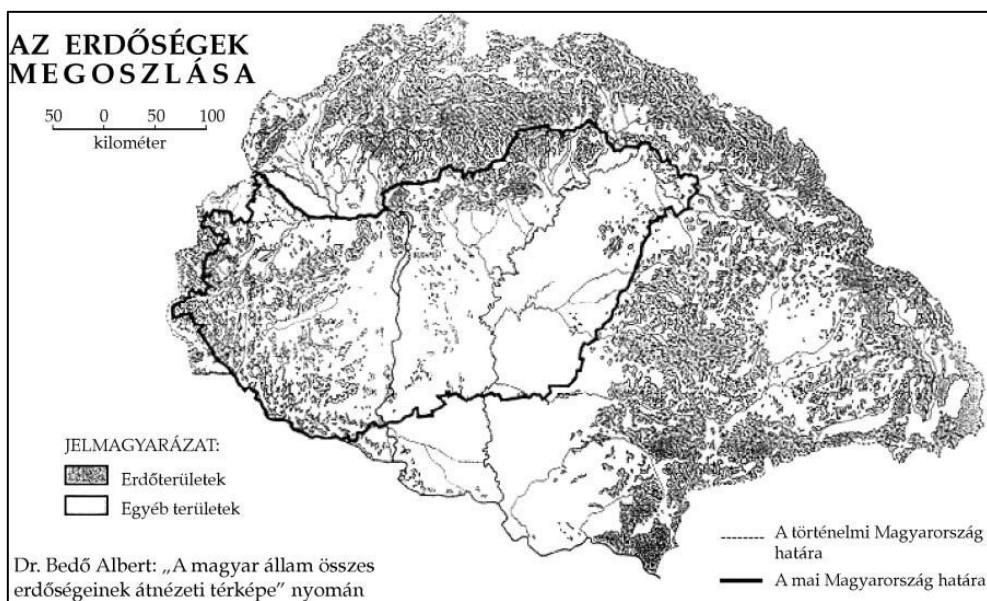 AZ ERDŐSÉGEK
MEGOSZLÁSA
50 0 50 100
kilométer
BUDAPEST
JELMAGYARÁZAT:
Erdőterületek
Egyéb területek
Dr. Bedő Albert: „A magyar állam összes
erdőségeinek átnézeti térképe” nyomán
A történelmi Magyarország
határa
A mai Magyarország határa